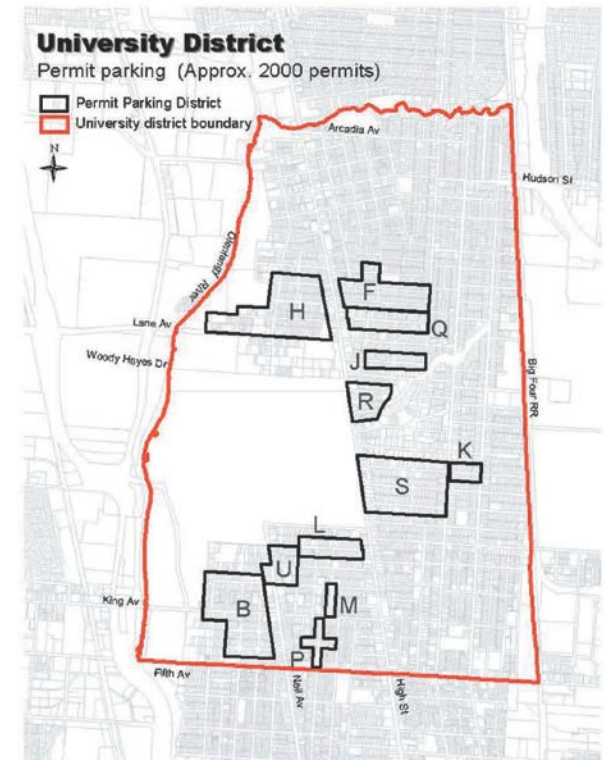 University District
Permit parking (Approx. 2000 permits)
Permit Parking District
University district boundary
N
Arcadia Av
Hudson St
Olentangy River
F
H
Lane Av
Q
Woody Hayes Dr
J
Big Four RR
R
K
S
L
U
King Av
B
M
P
Fifth Av
Neil Av
High St